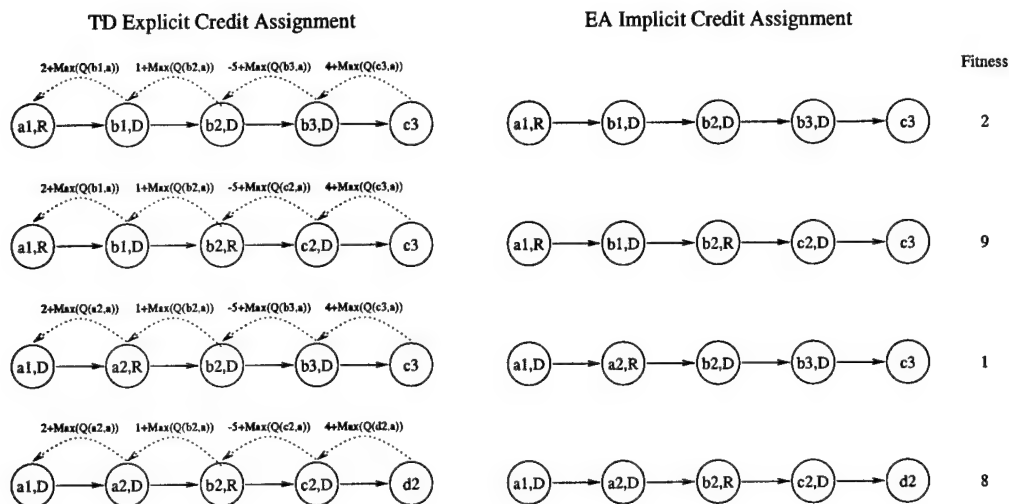 TD Explicit Credit Assignment
EA Implicit Credit Assignment
Fitness
2+Max(Q(b1,a)) 1+Max(Q(b2,a)) -5+Max(Q(b3,a)) 4+Max(Q(c3,a))
a1,R b1,D b2,D b3,D c3
a1,R b1,D b2,D b3,D c3 2
2+Max(Q(b1,a)) 1+Max(Q(b2,a)) -5+Max(Q(c2,a)) 4+Max(Q(c3,a))
a1,R b1,D b2,R c2,D c3
a1,R b1,D b2,R c2,D c3 9
2+Max(Q(a2,a)) 1+Max(Q(b2,a)) -5+Max(Q(b3,a)) 4+Max(Q(c3,a))
a1,D a2,R b2,D b3,D c3
a1,D a2,R b2,D b3,D c3 1
2+Max(Q(a2,a)) 1+Max(Q(b2,a)) -5+Max(Q(c2,a)) 4+Max(Q(d2,a))
a1,D a2,D b2,R c2,D d2
a1,D a2,D b2,R c2,D d2 8